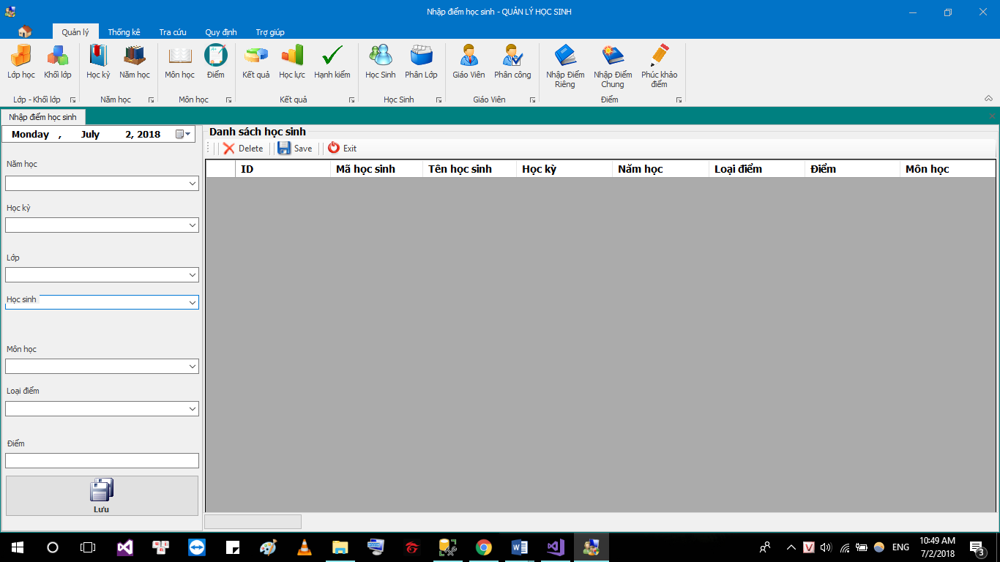 Nhập điểm học sinh - QUẢN LÝ HỌC SINH
Quản lý Thống kê Tra cứu Quy định Trợ giúp
Lớp học Khối lớp Học kỳ Năm học Môn học Điểm Kết quả Học lực Hạnh kiểm Học Sinh Phân Lớp Giáo Viên Phân công Nhập Điểm Riêng Nhập Điểm Chung Phúc khảo điểm
Lớp - Khối lớp Năm học Môn học Kết quả Học Sinh Giáo Viên Điểm
Nhập điểm học sinh
Monday , July 2, 2018
Năm học
Học kỳ
Lớp
Học sinh
Môn học
Loại điểm
Điểm
Lưu
Danh sách học sinh
Delete Save Exit
ID Mã học sinh Tên học sinh Học kỳ Năm học Loại điểm Điểm Môn học
ENG
10:49 AM
7/2/2018
3